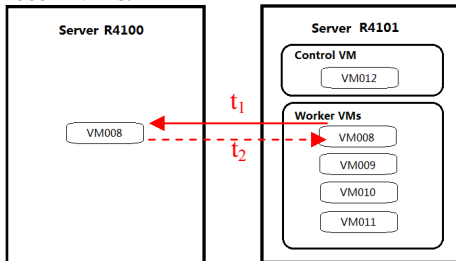 Server R4100
Server R4101
Control VM
VM012
t1
Worker VMs
VM008
VM008
t2
VM009
VM010
VM011